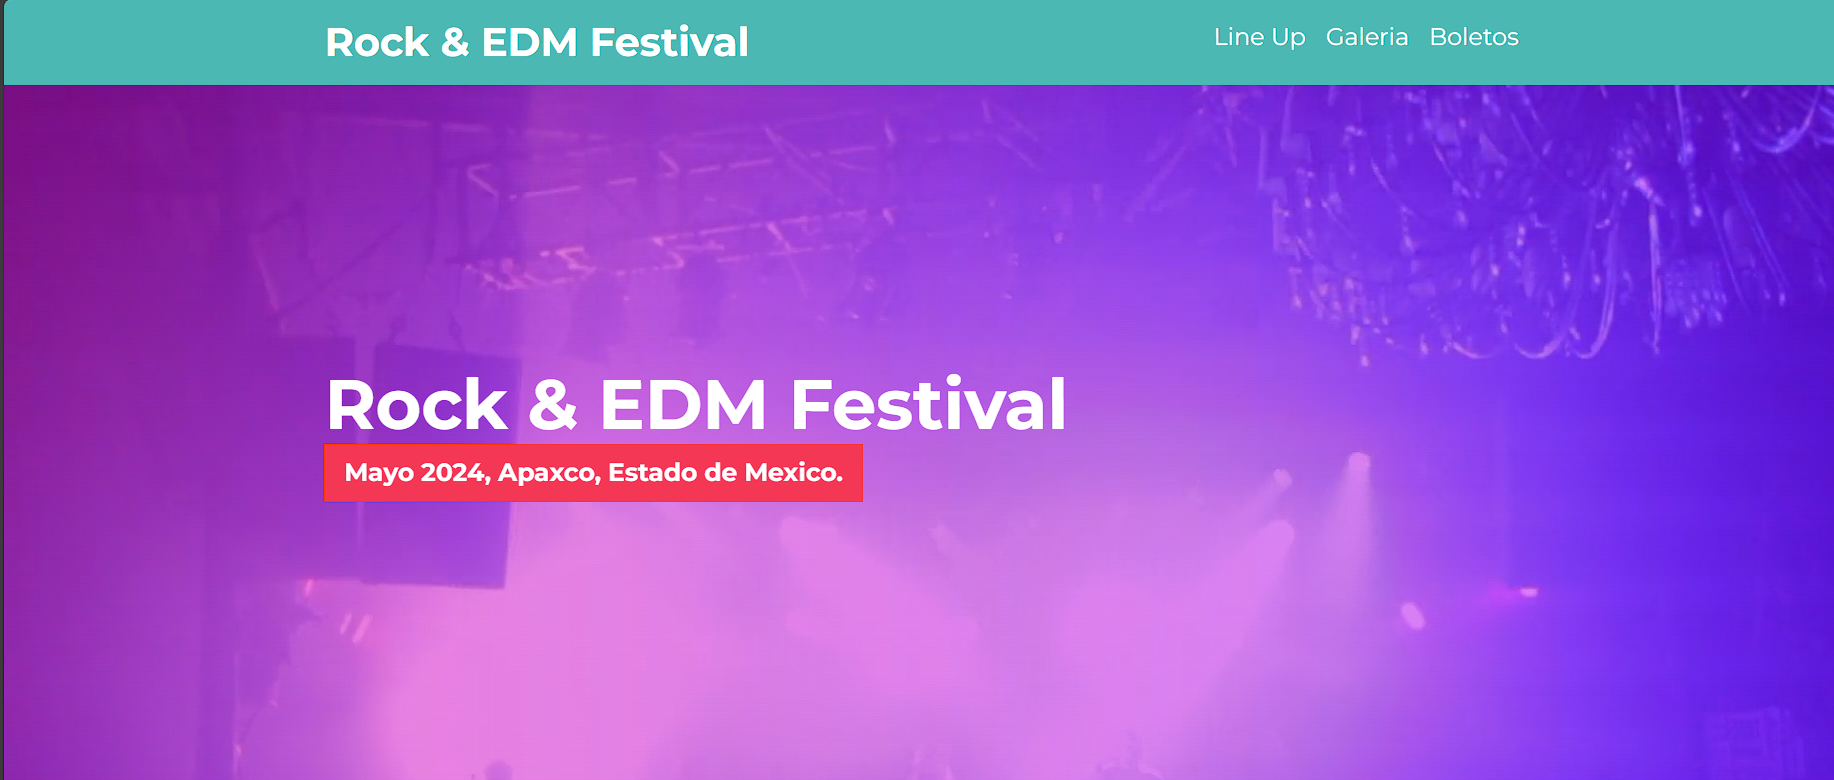 Rock & EDM Festival
Line Up Galeria Boletos
Rock & EDM Festival
Mayo 2024, Apaxco, Estado de Mexico.